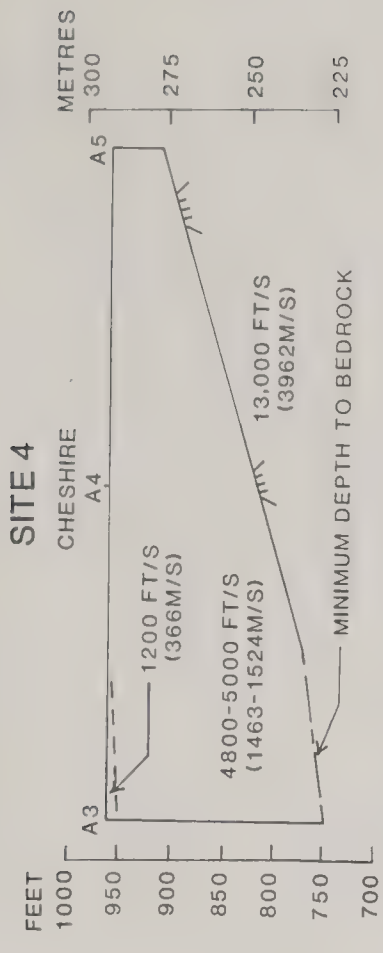 SITE 4
CHESHIRE
FEET
METRES
A3
A4
A5
1000
950
900
850
800
750
300
275
250
225
1200 FT/S
(366M/S)
4800-5000 FT/S
(1463-1524M/S)
13,000 FT/S
(3962M/S)
MINIMUM DEPTH TO BEDROCK